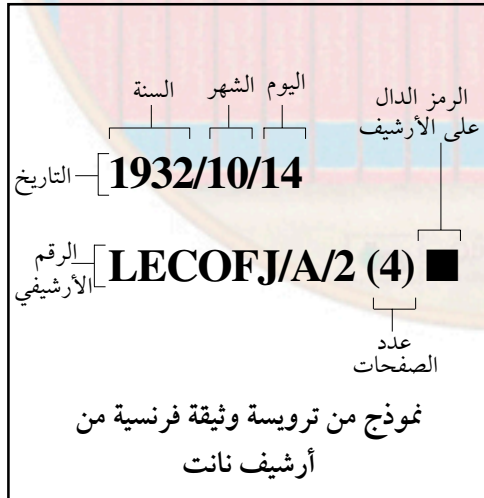 اليوم الشهر السنة
الرمز الدال
على الأرشيف
1932/10/14
التاريخ
LECOFJ/A/2 (4) ■
الرقم
الأرشيفي
عدد
الصفحات
نموذج من ترويسة وثيقة فرنسية من
أرشيف نانت